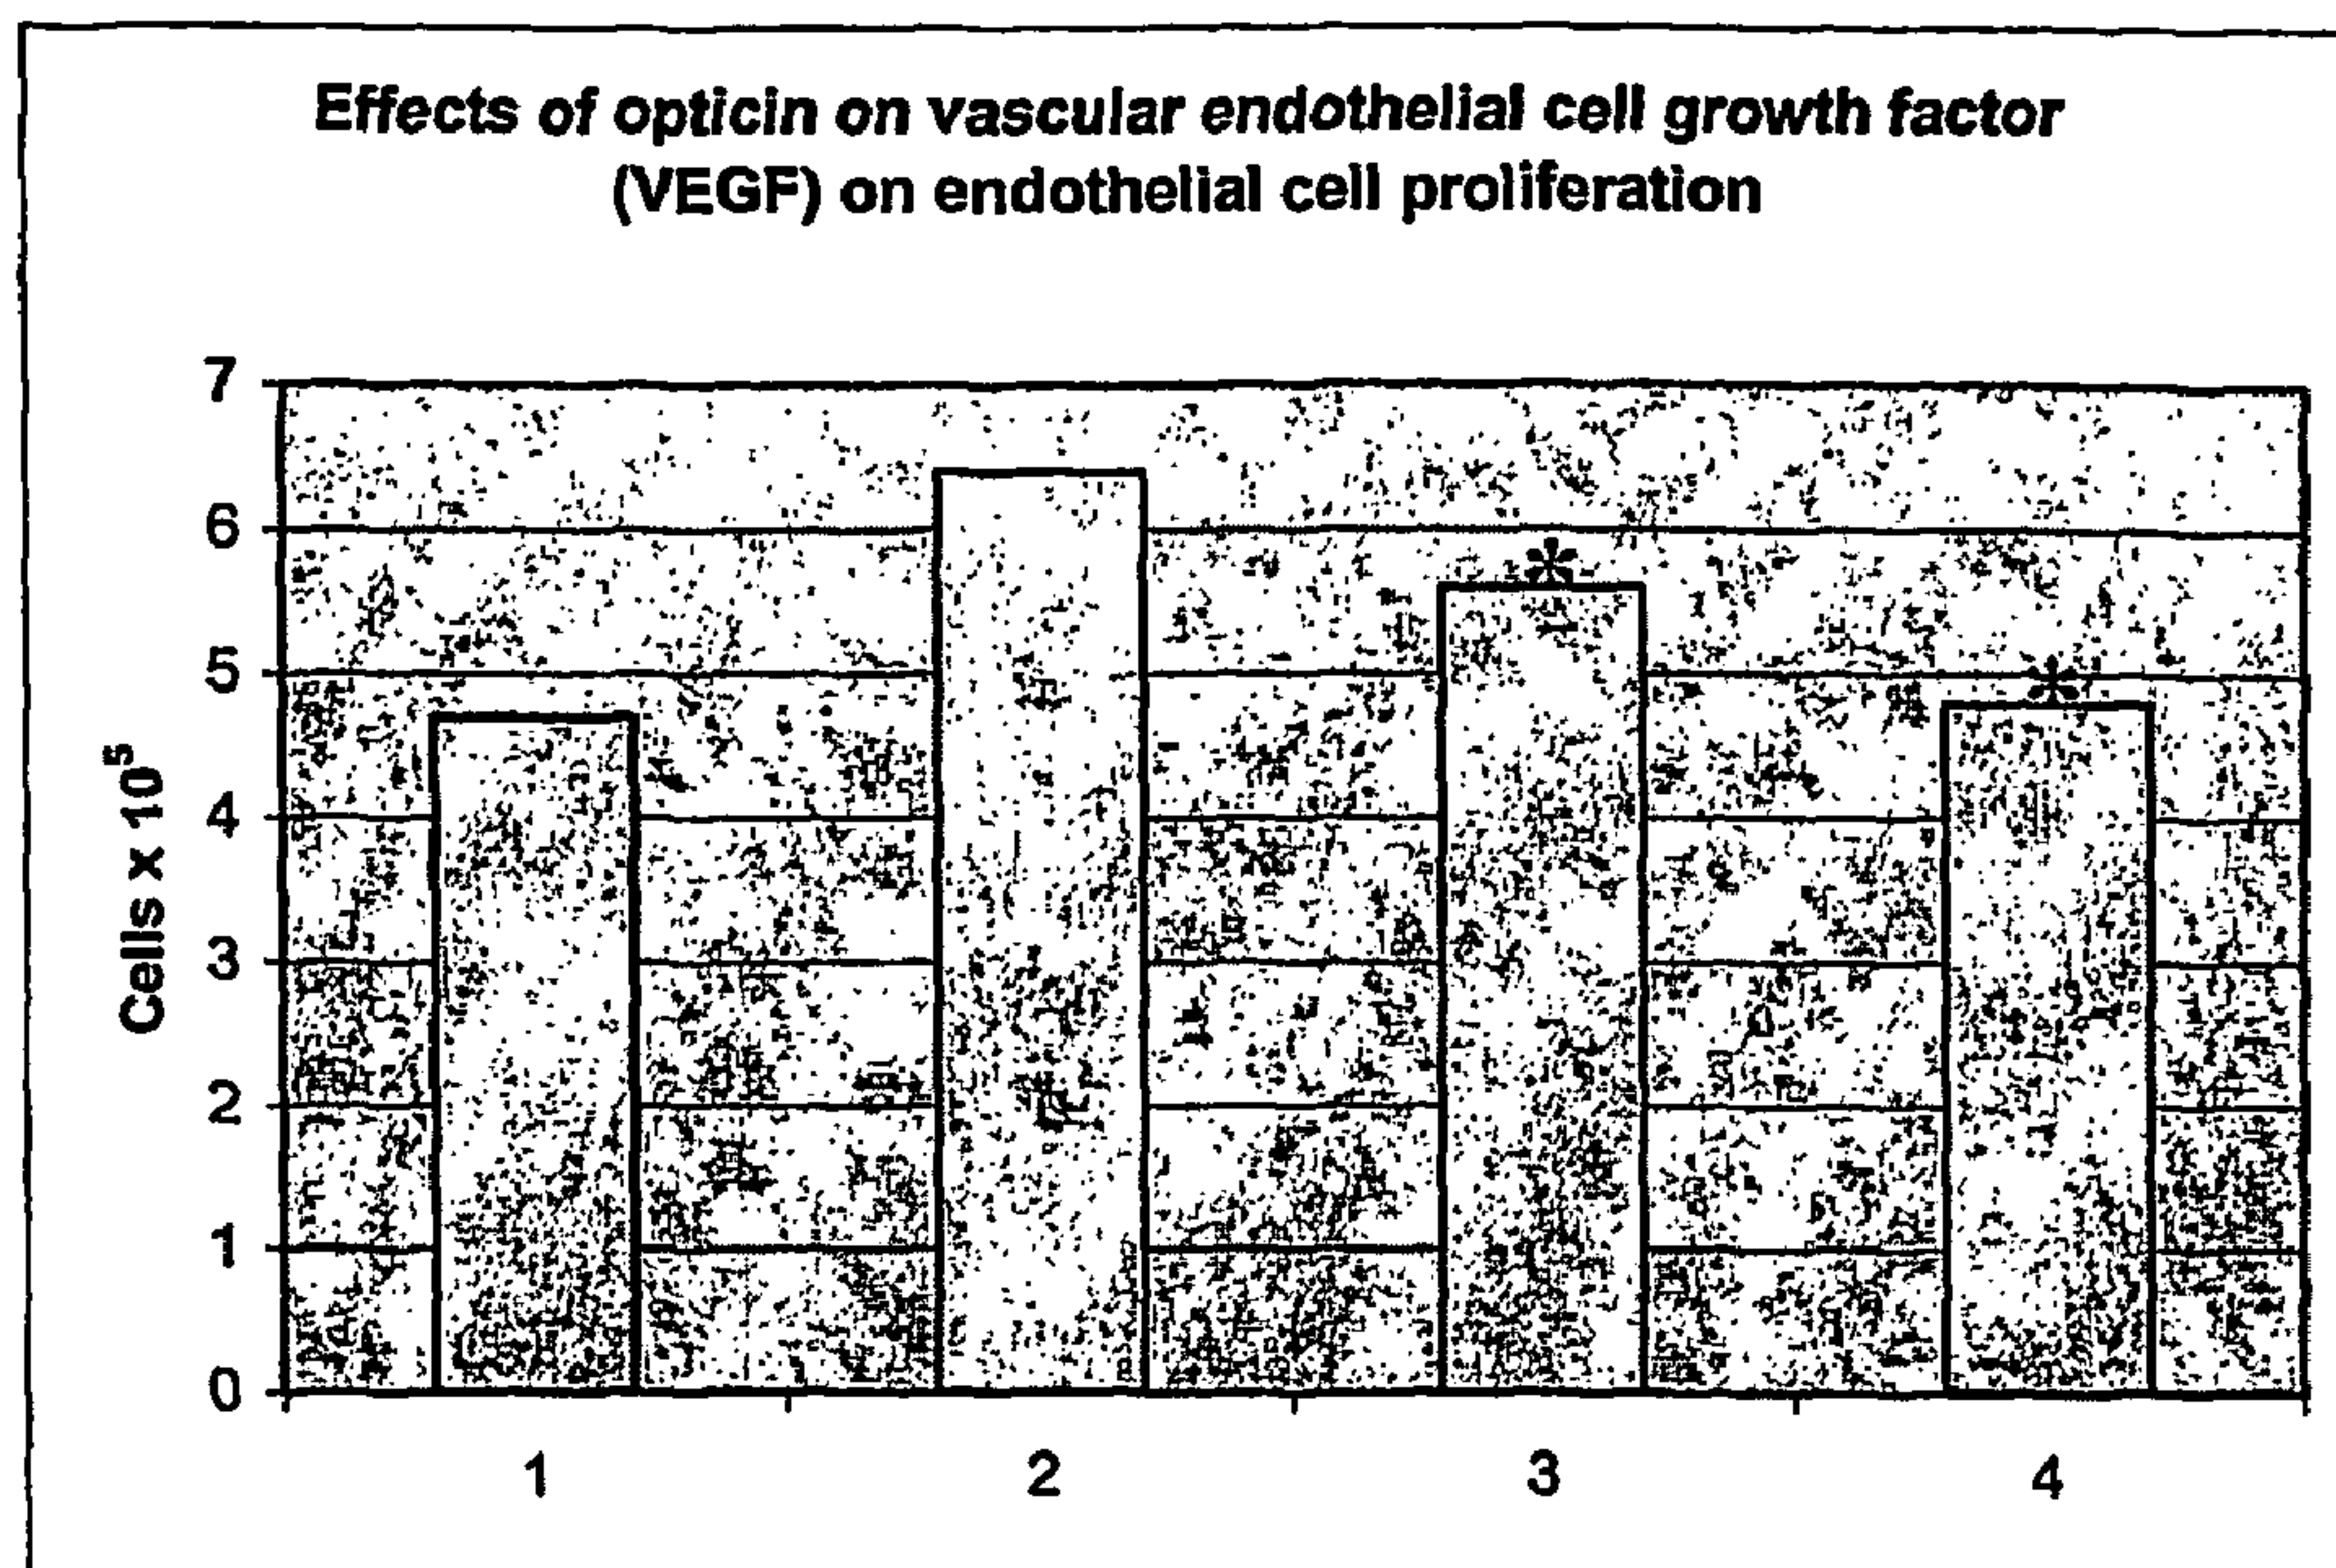 Effects of opticin on vascular endothelial cell growth factor
(VEGF) on endothelial cell proliferation
7
6
5
4
3
2
1
0
Cells x 10⁵
*
*
1 2 3 4